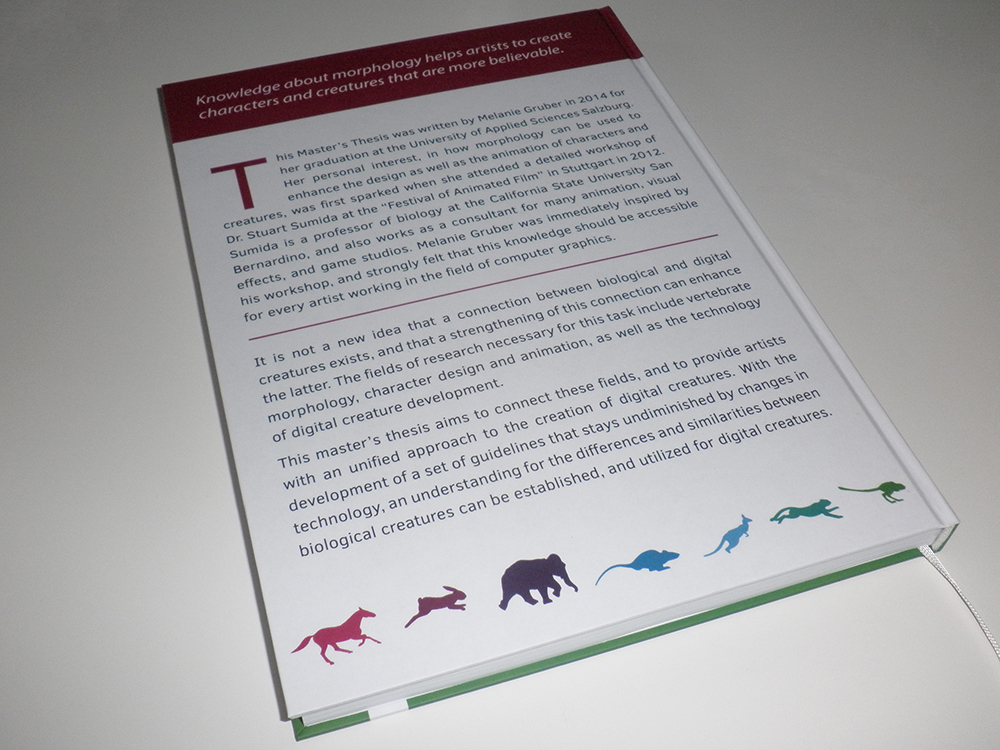 Knowledge about morphology helps artists to create
characters and creatures that are more believable.
This Master's Thesis was written by Melanie Gruber in 2014 for
her graduation at the University of Applied Sciences Salzburg.
Her personal interest, in how morphology can be used to
enhance the design as well as the animation of characters and
creatures, was first sparked when she attended a detailed workshop of
Dr. Stuart Sumida at the “Festival of Animated Film” in Stuttgart in 2012.
Sumida is a professor of biology at the California State University San
Bernardino, and also works as a consultant for many animation, visual
effects, and game studios. Melanie Gruber was immediately inspired by
his workshop, and strongly felt that this knowledge should be accessible
for every artist working in the field of computer graphics.
It is not a new idea that a connection between biological and digital
creatures exists, and that a strengthening of this connection can enhance
the latter. The fields of research necessary for this task include vertebrate
morphology, character design and animation, as well as the technology
of digital creature development.
This master's thesis aims to connect these fields, and to provide artists
with an unified approach to the creation of digital creatures. With the
development of a set of guidelines that stays undiminished by changes in
technology, an understanding for the differences and similarities between
biological creatures can be established, and utilized for digital creatures.